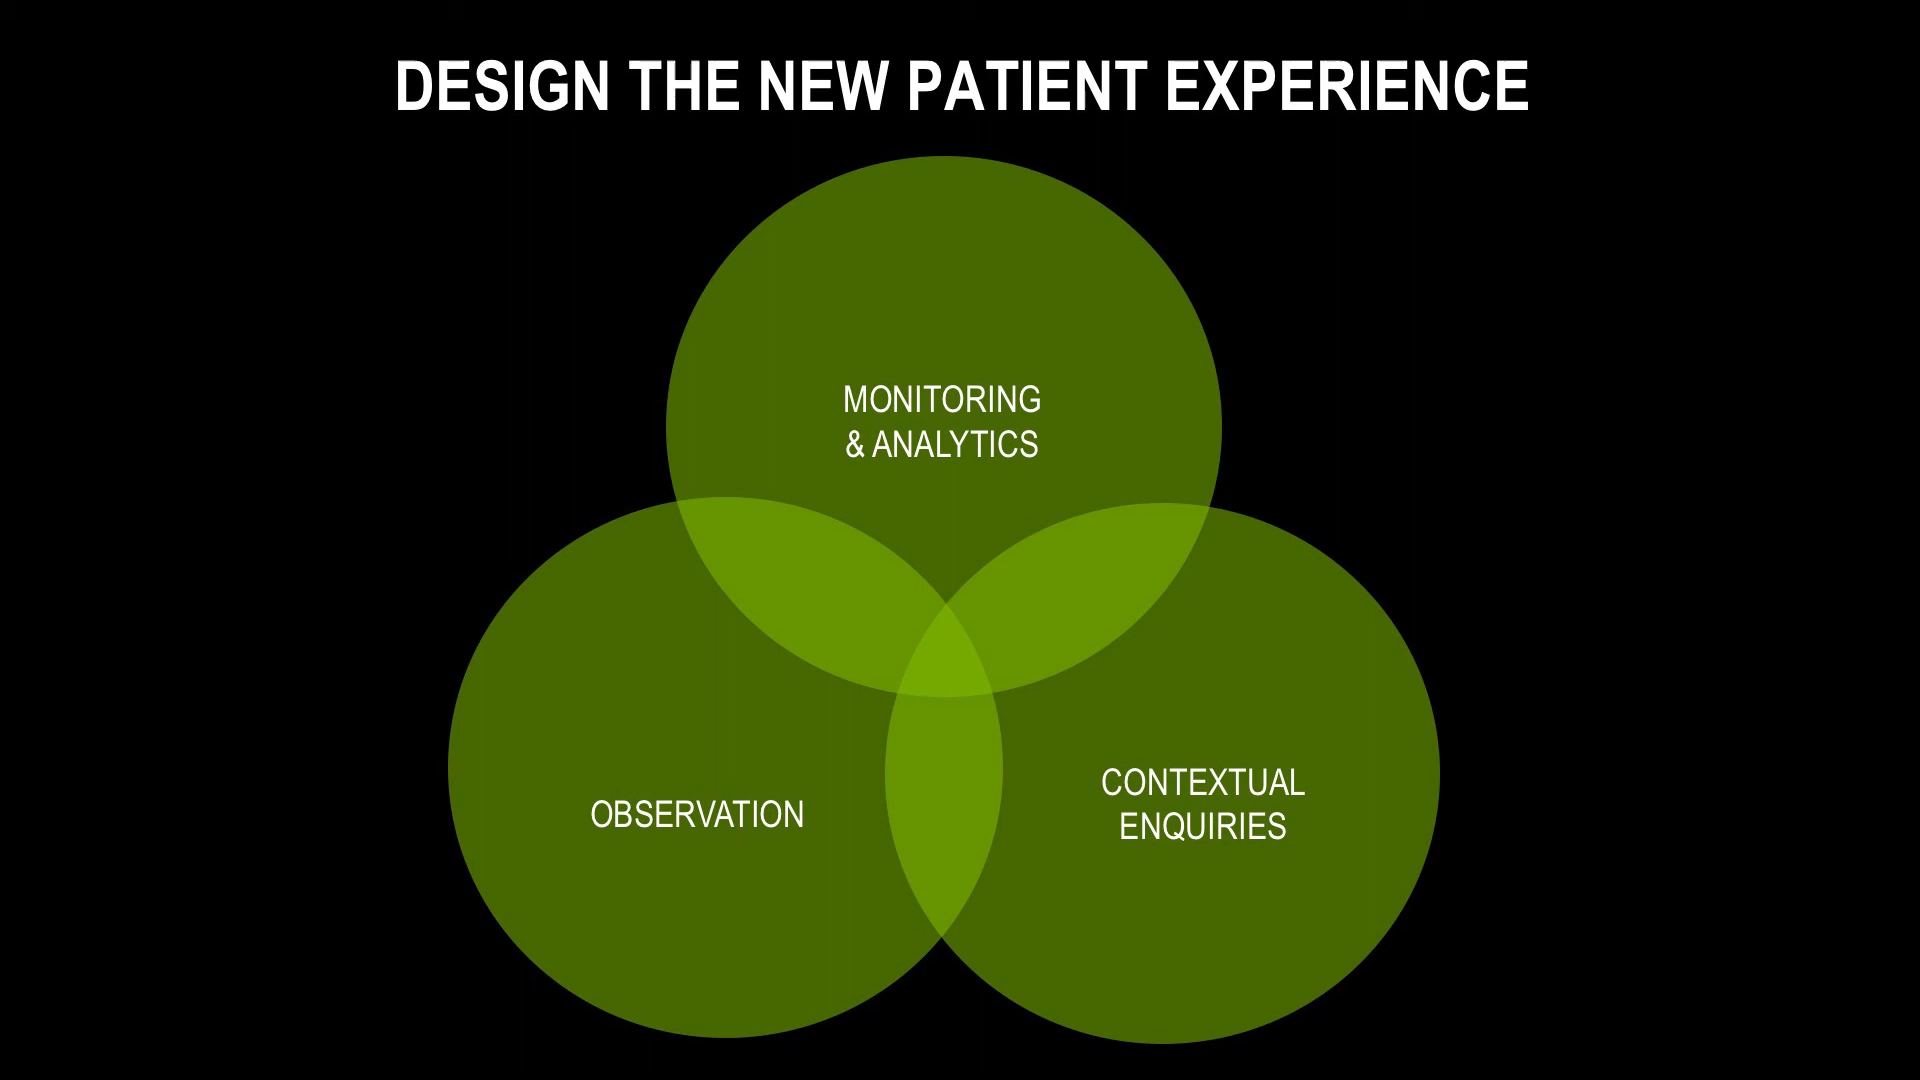 DESIGN THE NEW PATIENT EXPERIENCE
MONITORING
& ANALYTICS
OBSERVATION
CONTEXTUAL
ENQUIRIES